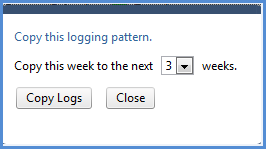 Copy this logging pattern.
Copy this week to the next 3 weeks.
Copy Logs Close